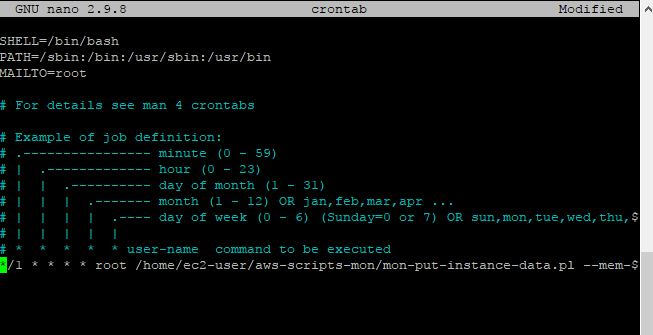 GNU nano 2.9.8 crontab Modified
SHELL=/bin/bash
PATH=/sbin:/bin:/usr/sbin:/usr/bin
MAILTO=root
# For details see man 4 crontabs
# Example of job definition:
# .---------------- minute (0 - 59)
# | .------------- hour (0 - 23)
# | | .---------- day of month (1 - 31)
# | | | .------- month (1 - 12) OR jan,feb,mar,apr ...
# | | | | .---- day of week (0 - 6) (Sunday=0 or 7) OR sun,mon,tue,wed,thu,$
# | | | | |
# * * * * * user-name command to be executed
*/1 * * * * root /home/ec2-user/aws-scripts-mon/mon-put-instance-data.pl --mem-$